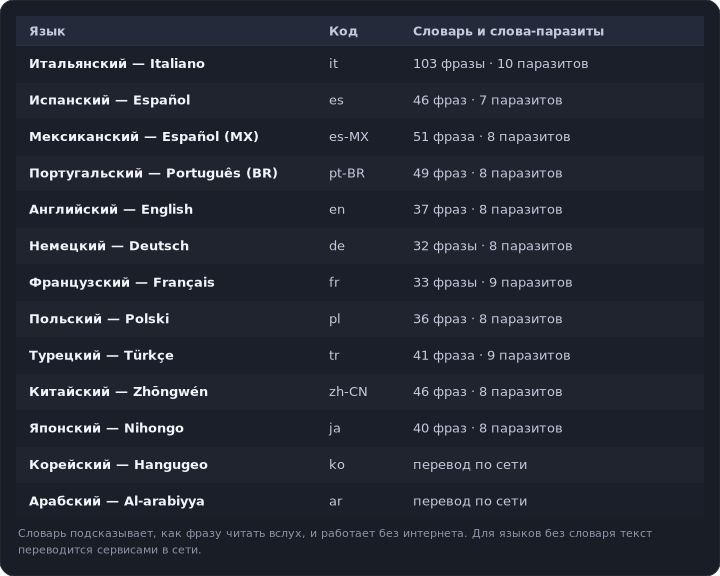 Язык Код Словарь и слова-паразиты
Итальянский — Italiano it 103 фразы · 10 паразитов
Испанский — Español es 46 фраз · 7 паразитов
Мексиканский — Español (MX) es-MX 51 фраза · 8 паразитов
Португальский — Português (BR) pt-BR 49 фраз · 8 паразитов
Английский — English en 37 фраз · 8 паразитов
Немецкий — Deutsch de 32 фразы · 8 паразитов
Французский — Français fr 33 фразы · 9 паразитов
Польский — Polski pl 36 фраз · 8 паразитов
Турецкий — Türkçe tr 41 фраза · 9 паразитов
Китайский — Zhōngwén zh-CN 46 фраз · 8 паразитов
Японский — Nihongo ja 40 фраз · 8 паразитов
Корейский — Hangugeo ko перевод по сети
Арабский — Al-arabiyya ar перевод по сети
Словарь подсказывает, как фразу читать вслух, и работает без интернета. Для языков без словаря текст
переводится сервисами в сети.